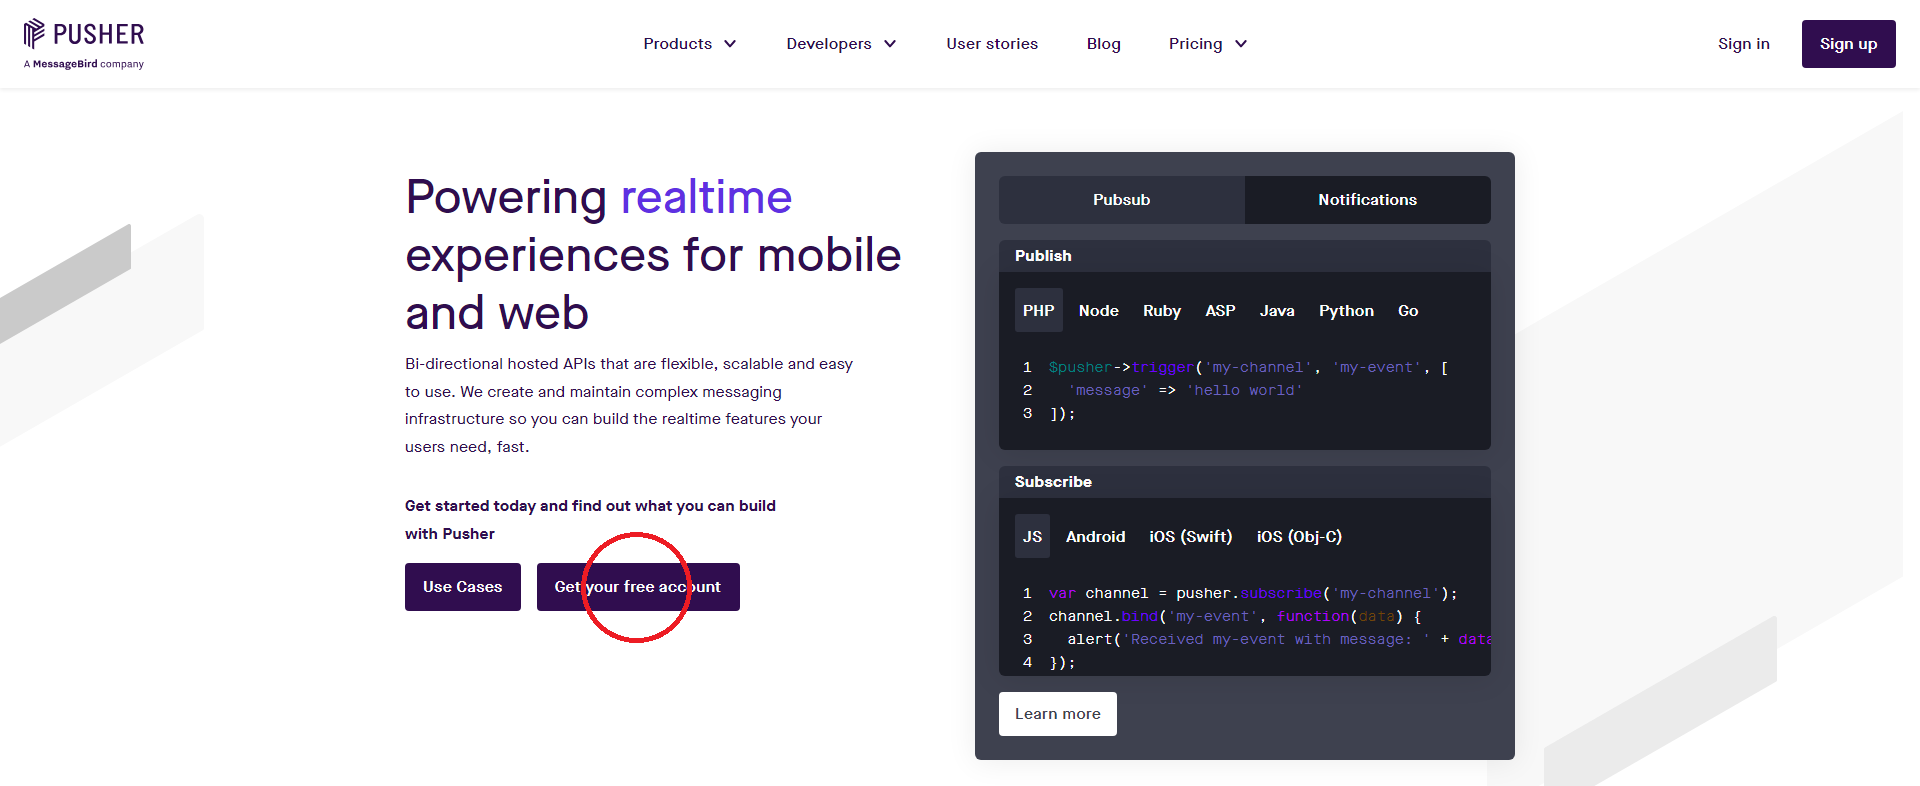 PUSHER
A MessageBird company
Products
Developers
User stories
Blog
Pricing
Sign in
Sign up
Powering realtime
experiences for mobile
and web
Bi-directional hosted APIs that are flexible, scalable and easy
to use. We create and maintain complex messaging
infrastructure so you can build the realtime features your
users need, fast.
Get started today and find out what you can build
with Pusher
Use Cases
Get your free account
Pubsub
Notifications
Publish
PHP Node Ruby ASP Java Python Go
1 $pusher->trigger('my-channel', 'my-event', [
2 'message' => 'hello world'
3 ]);
Subscribe
JS Android iOS (Swift) iOS (Obj-C)
1 var channel = pusher.subscribe('my-channel');
2 channel.bind('my-event', function(data) {
3 alert('Received my-event with message: ' + data
4 });
Learn more